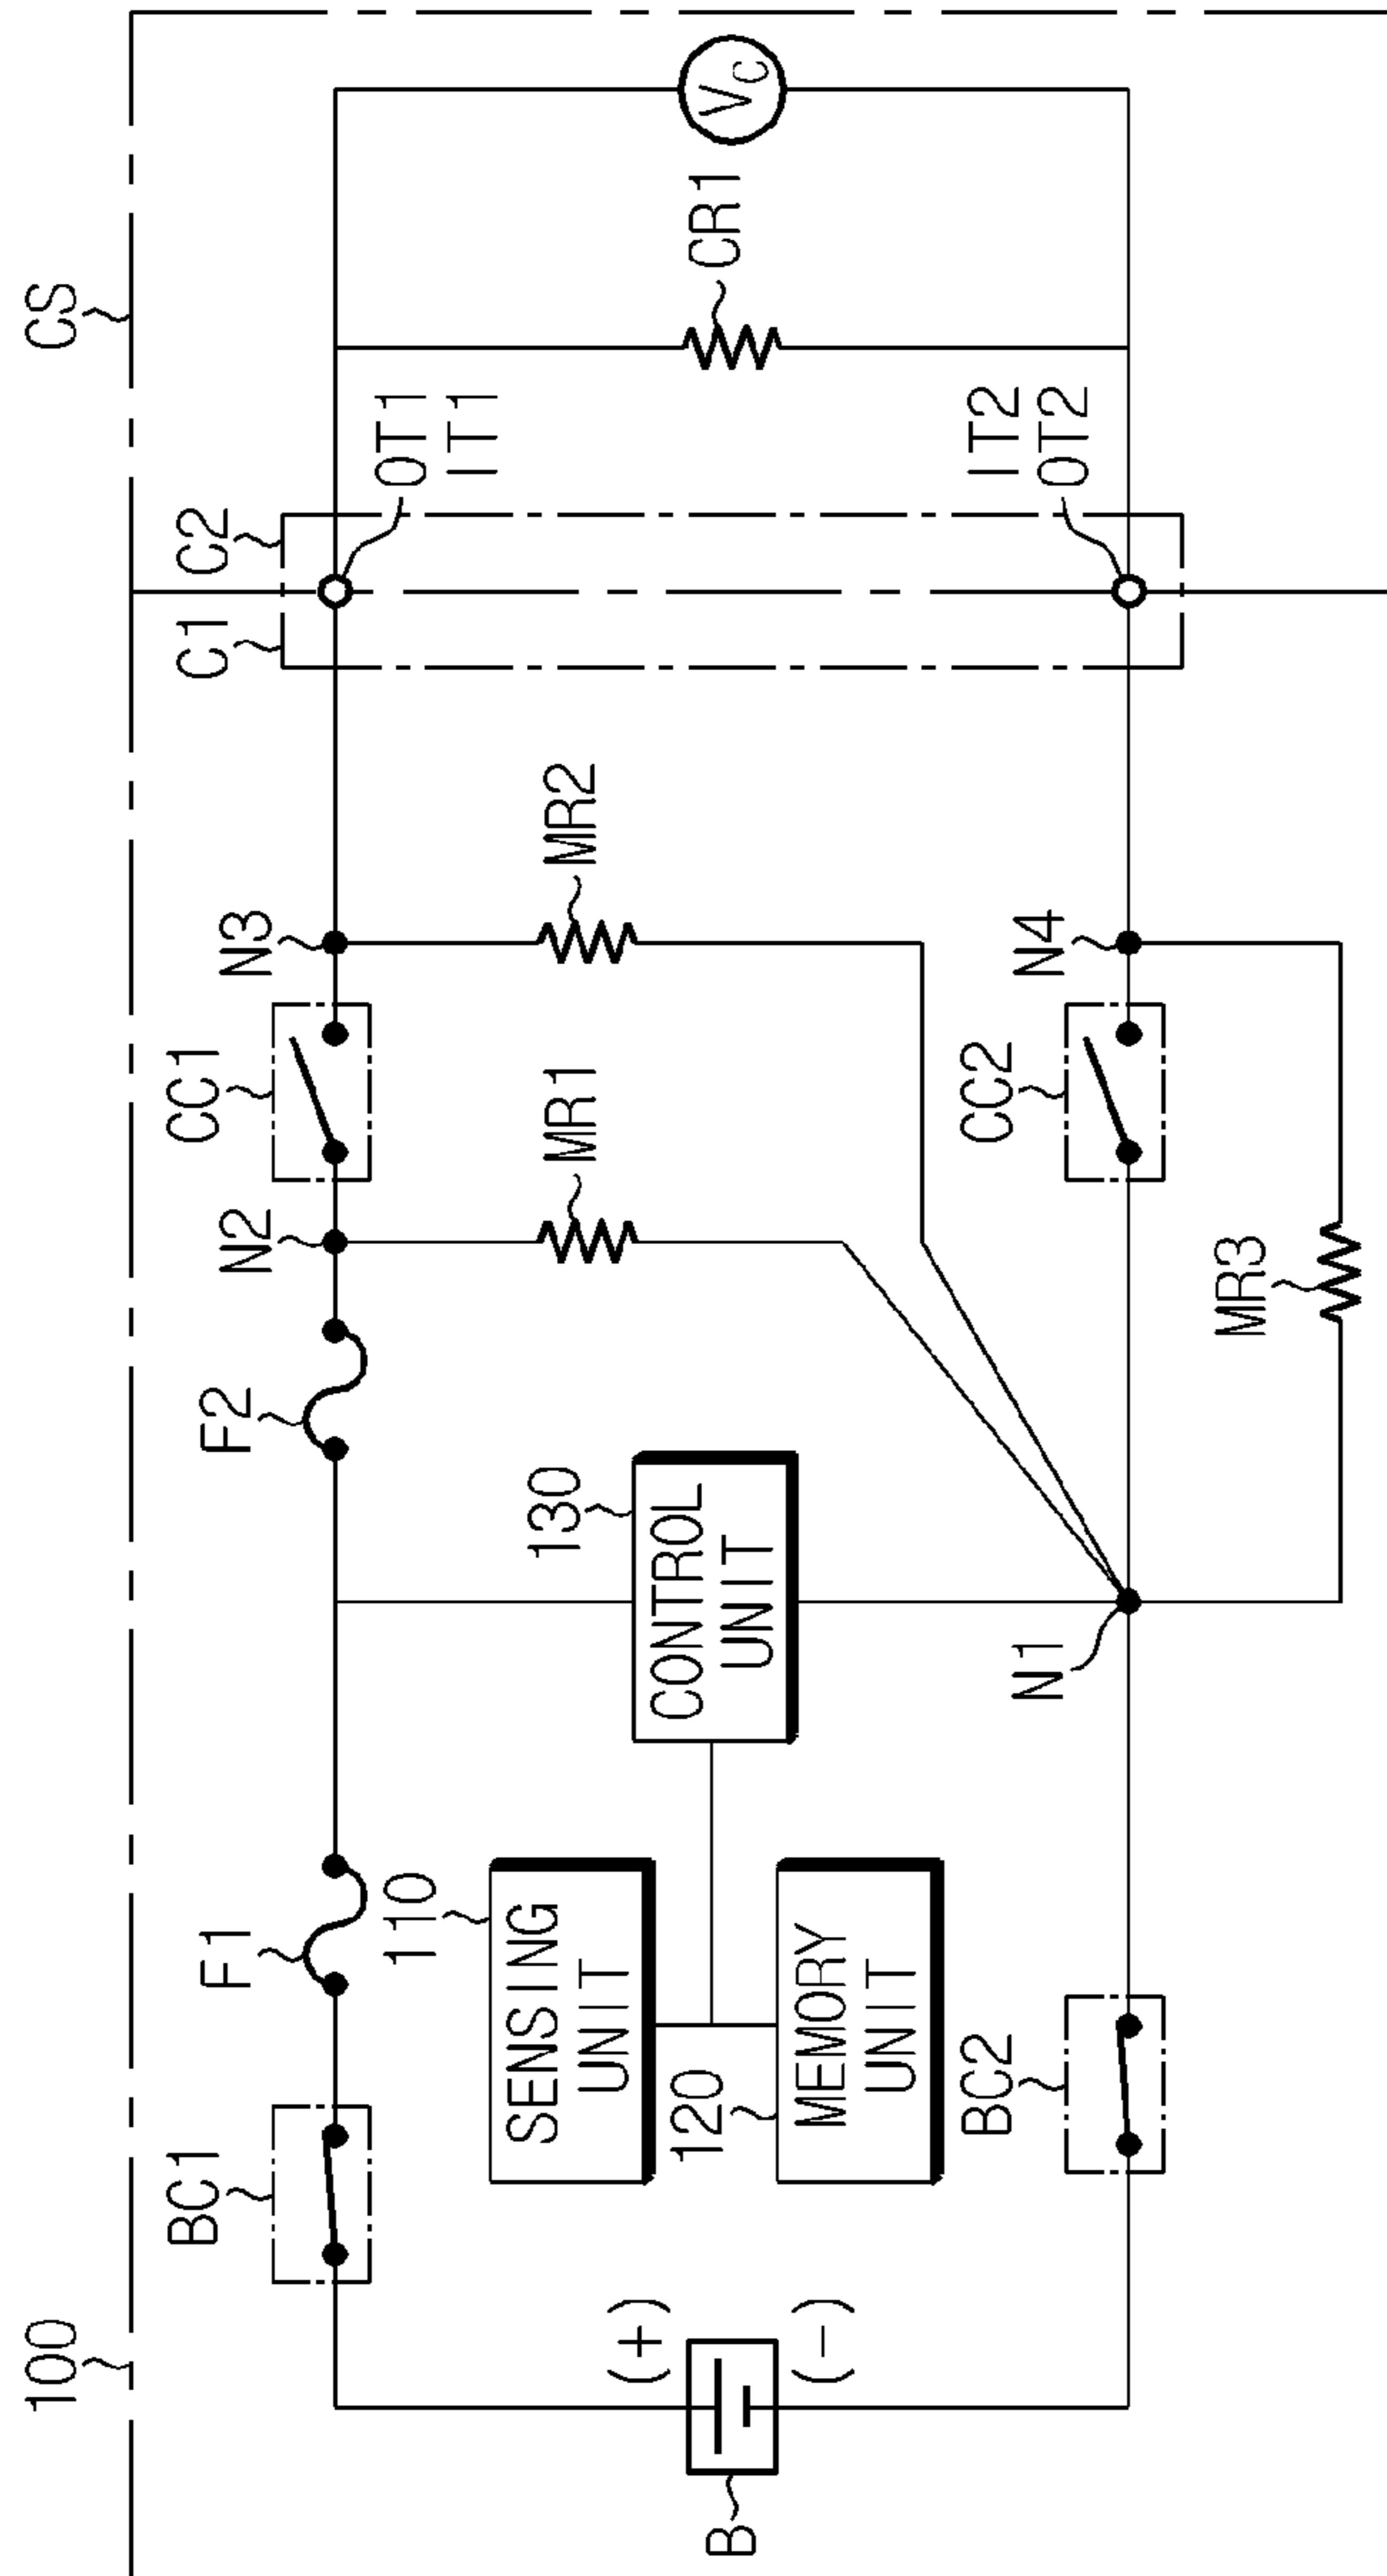 100
CS
BC1
F1
F2
N2
CC1
N3
C1
C2
OT1
IT1
110
SENSING
UNIT
130
CONTROL
UNIT
MR1
MR2
(+)
B
(-)
120
MEMORY
UNIT
CR1
Vc
BC2
N1
CC2
N4
IT2
OT2
MR3